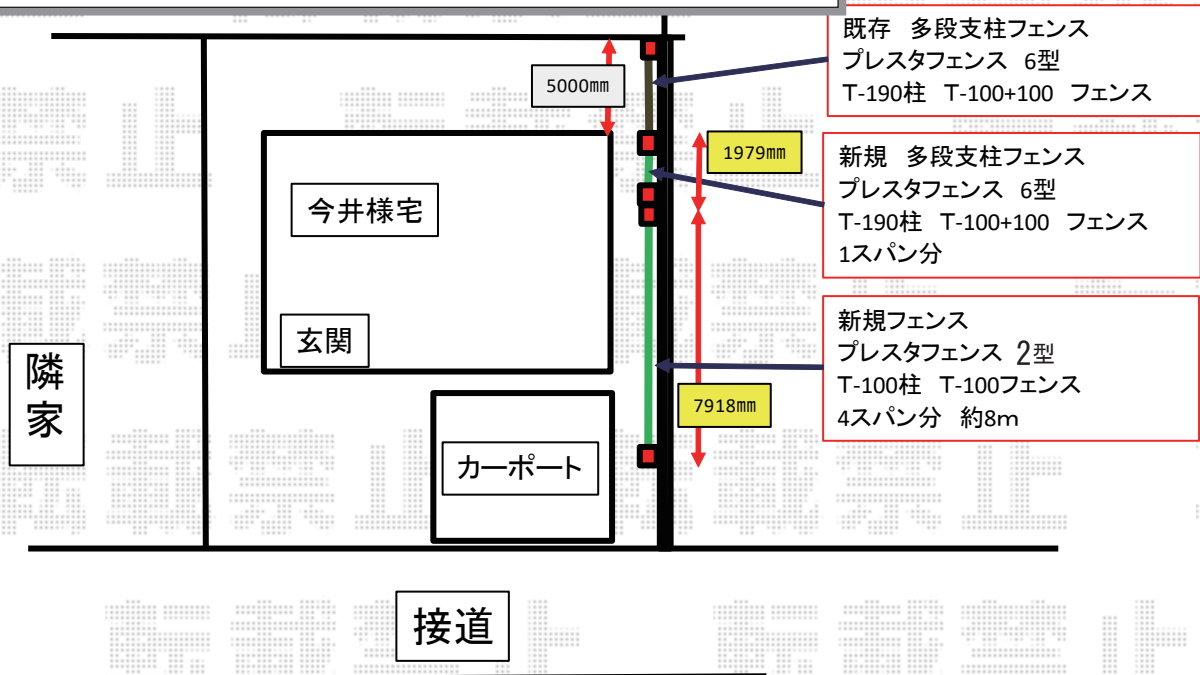 既存 多段支柱フェンス
プレスタフェンス 6型
T-190柱 T-100+100 フェンス
5000mm
1979mm
新規 多段支柱フェンス
プレスタフェンス 6型
T-190柱 T-100+100 フェンス
1スパン分
今井様宅
玄関
新規フェンス
プレスタフェンス 2型
T-100柱 T-100フェンス
4スパン分 約8m
隣家
7918mm
カーポート
接道
転載禁止